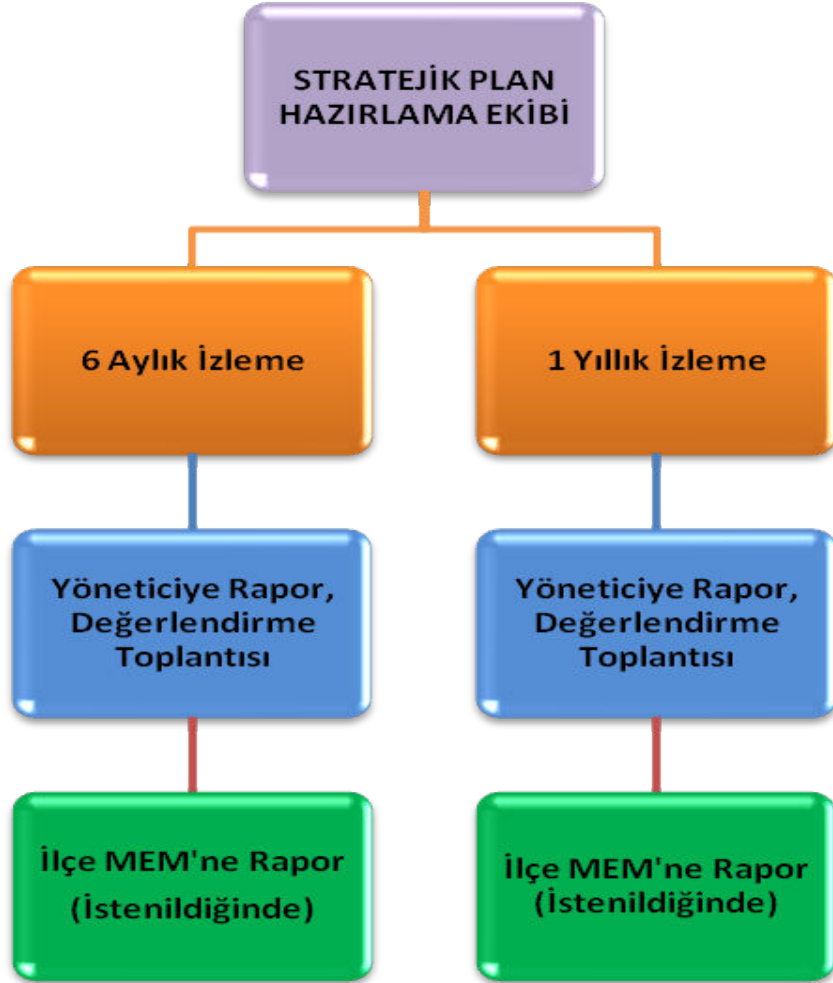 STRATEJİK PLAN
HAZIRLAMA EKİBİ
6 Aylık İzleme
1 Yıllık İzleme
Yöneticiye Rapor,
Değerlendirme
Toplantısı
Yöneticiye Rapor,
Değerlendirme
Toplantısı
İlçe MEM'ne Rapor
(İstenildiğinde)
İlçe MEM'ne Rapor
(İstenildiğinde)